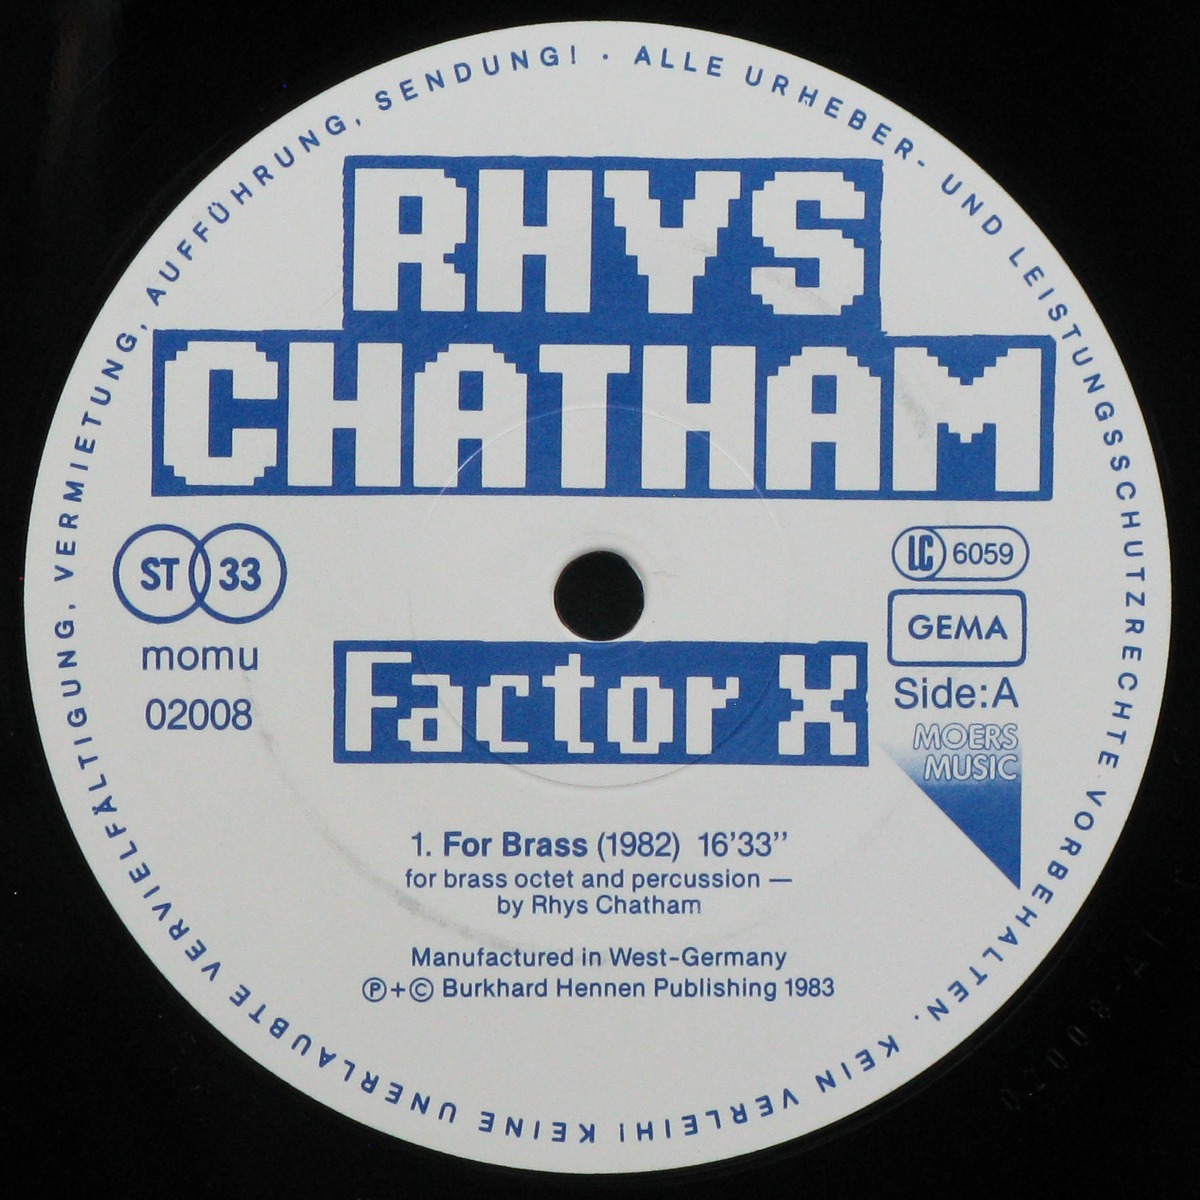 · ALLE URHEBER- UND LEISTUNGSSCHUTZRECHTE VORBEHALTEN. · KEIN VERLEIH! KEINE UNERLAUBTE VERVIELFÄLTIGUNG, VERMIETUNG, AUFFÜHRUNG, SENDUNG!
RHYS
CHATHAM
ST 33
momu
02008
LC 6059
GEMA
Side:A
MOERS
MUSIC
Factor X
1. For Brass (1982) 16'33''
for brass octet and percussion —
by Rhys Chatham
Manufactured in West-Germany
℗+© Burkhard Hennen Publishing 1983